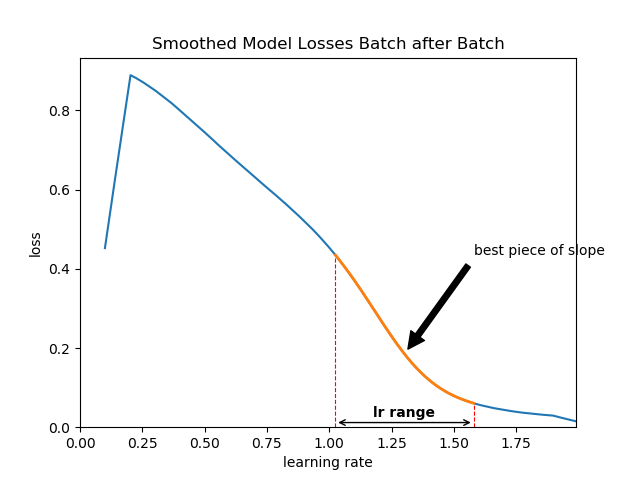 Smoothed Model Losses Batch after Batch
0.8
0.6
0.4
0.2
0.0
loss
best piece of slope
lr range
0.00 0.25 0.50 0.75 1.00 1.25 1.50 1.75
learning rate